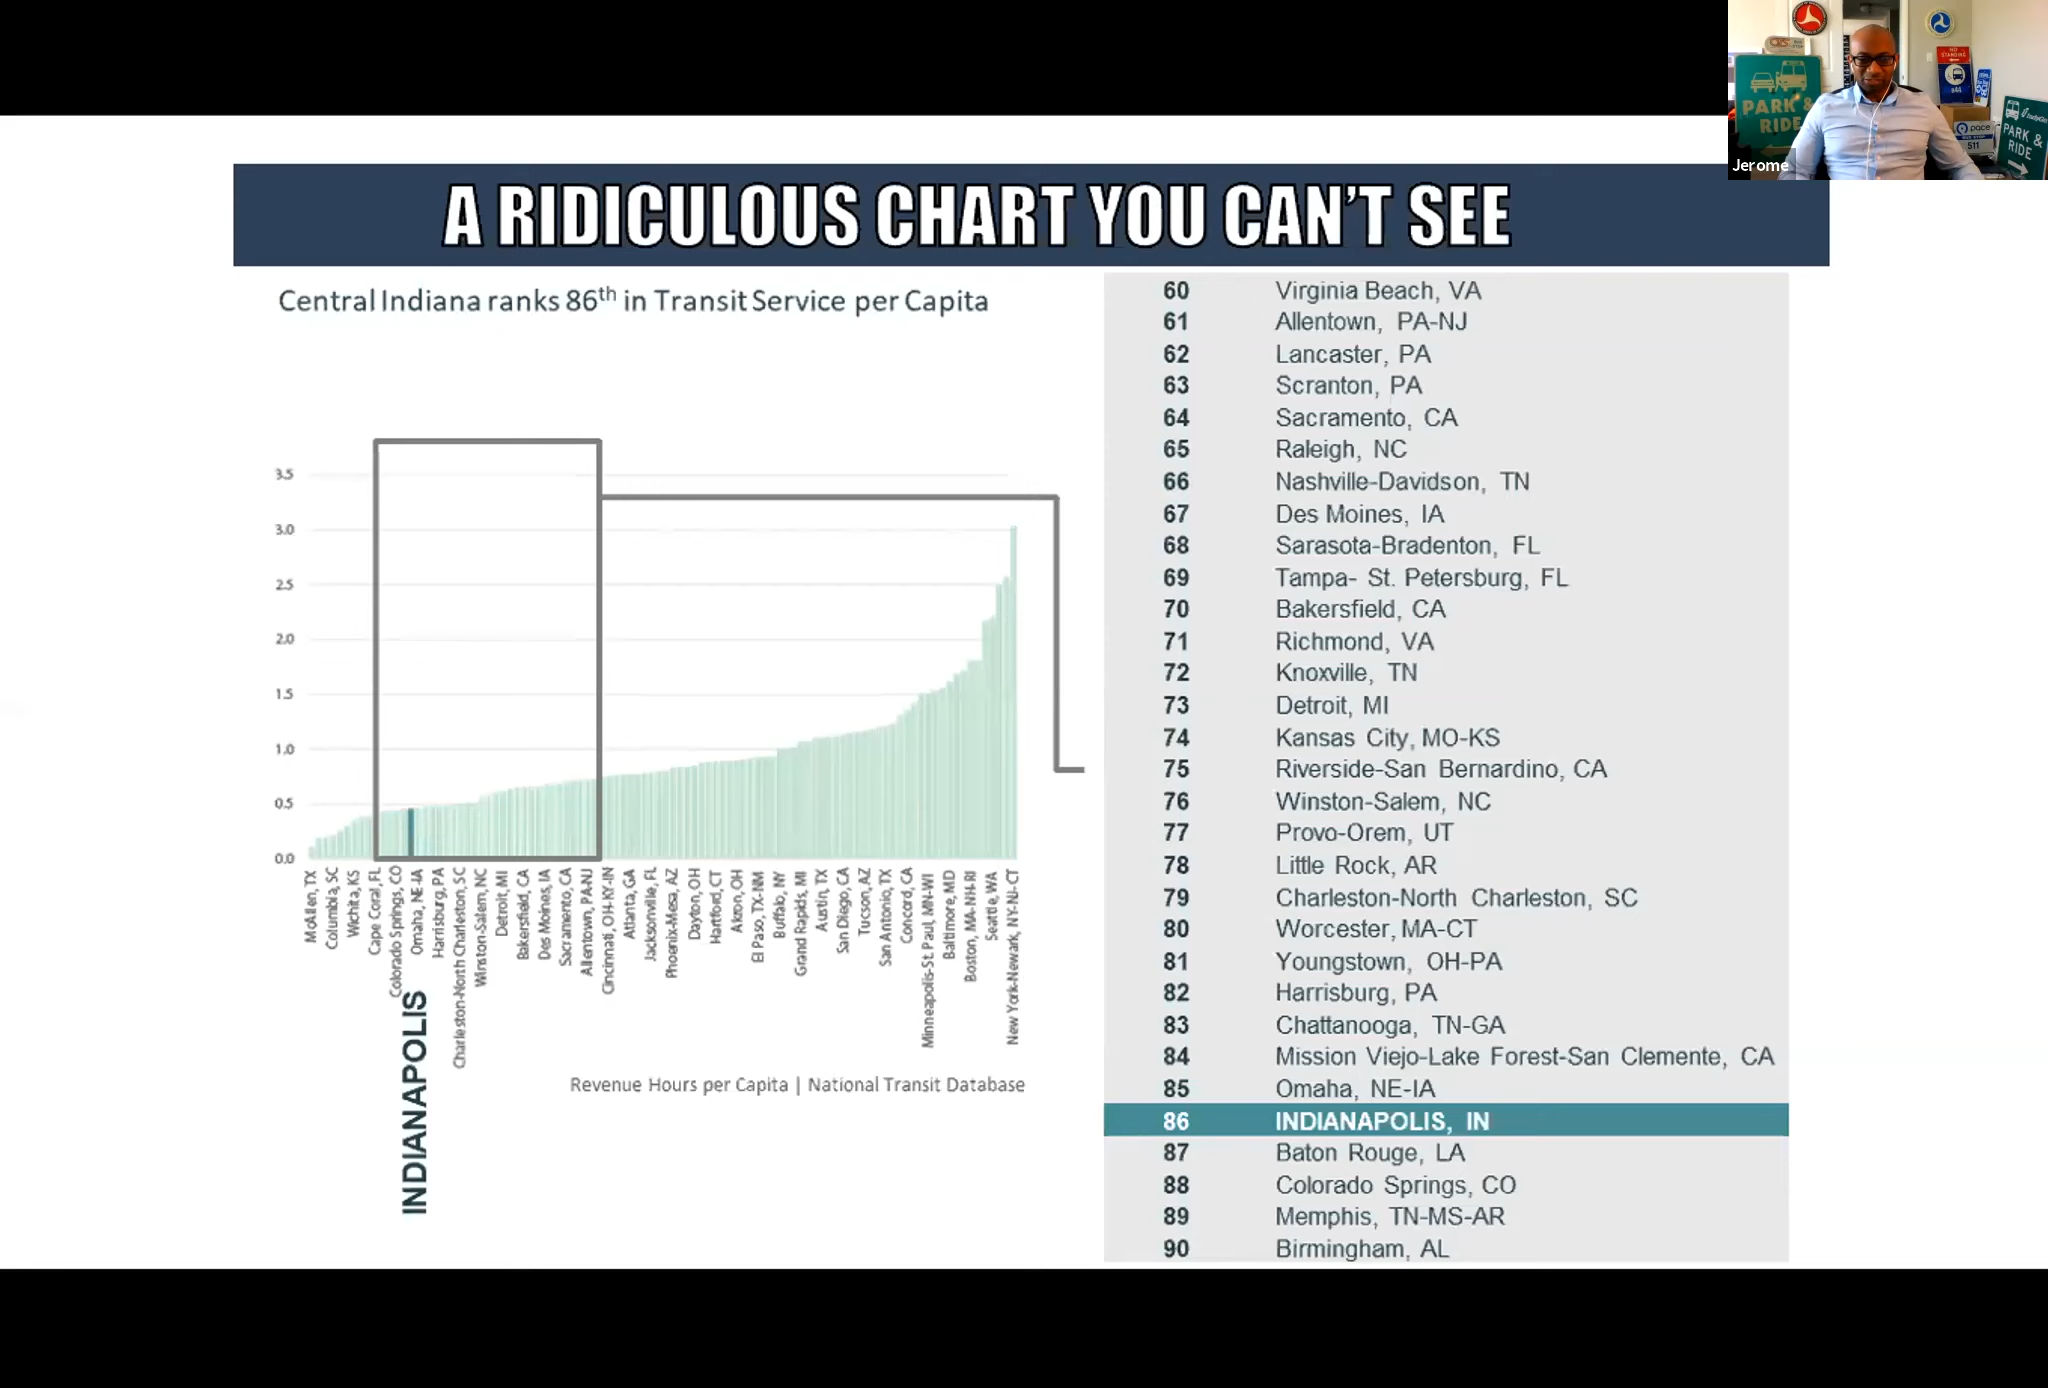 A RIDICULOUS CHART YOU CAN'T SEE
Jerome
PARK &
RIDE
NO
STANDING
pace
511
PARK &
RIDE
Central Indiana ranks 86th in Transit Service per Capita
3.5
3.0
2.5
2.0
1.5
1.0
0.5
0.0
McAllen, TX
Columbia, SC
Wichita, KS
Cape Coral, FL
Colorado Springs, CO
INDIANAPOLIS
Omaha, NE-IA
Harrisburg, PA
Charleston-North Charleston, SC
Winston-Salem, NC
Detroit, MI
Bakersfield, CA
Des Moines, IA
Sacramento, CA
Allentown, PA-NJ
Cincinnati, OH-KY-IN
Atlanta, GA
Jacksonville, FL
Phoenix-Mesa, AZ
Dayton, OH
Hartford, CT
Akron, OH
El Paso, TX-NM
Buffalo, NY
Grand Rapids, MI
Austin, TX
San Diego, CA
Tucson, AZ
San Antonio, TX
Concord, CA
Minneapolis-St. Paul, MN-WI
Baltimore, MD
Boston, MA-NH-RI
Seattle, WA
New York-Newark, NY-NJ-CT
Revenue Hours per Capita | National Transit Database
60 Virginia Beach, VA
61 Allentown, PA-NJ
62 Lancaster, PA
63 Scranton, PA
64 Sacramento, CA
65 Raleigh, NC
66 Nashville-Davidson, TN
67 Des Moines, IA
68 Sarasota-Bradenton, FL
69 Tampa- St. Petersburg, FL
70 Bakersfield, CA
71 Richmond, VA
72 Knoxville, TN
73 Detroit, MI
74 Kansas City, MO-KS
75 Riverside-San Bernardino, CA
76 Winston-Salem, NC
77 Provo-Orem, UT
78 Little Rock, AR
79 Charleston-North Charleston, SC
80 Worcester, MA-CT
81 Youngstown, OH-PA
82 Harrisburg, PA
83 Chattanooga, TN-GA
84 Mission Viejo-Lake Forest-San Clemente, CA
85 Omaha, NE-IA
86 INDIANAPOLIS, IN
87 Baton Rouge, LA
88 Colorado Springs, CO
89 Memphis, TN-MS-AR
90 Birmingham, AL